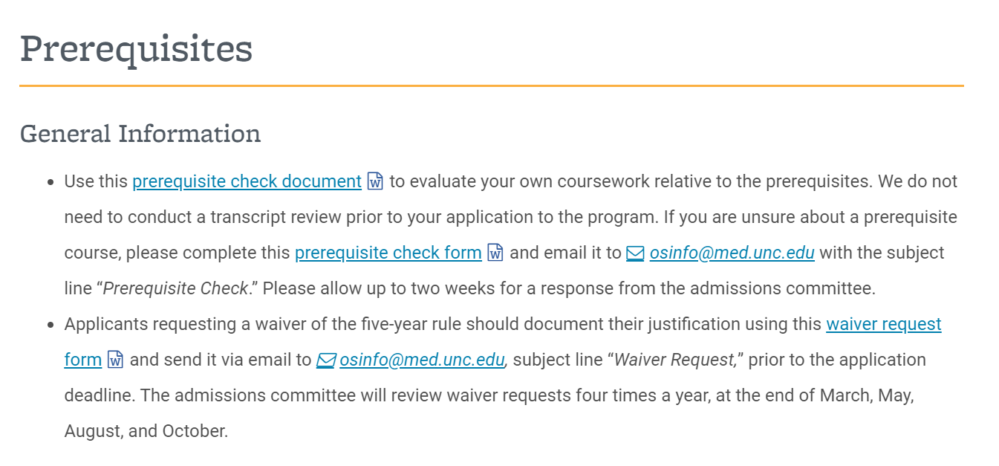 Prerequisites
General Information
Use this prerequisite check document to evaluate your own coursework relative to the prerequisites. We do not
need to conduct a transcript review prior to your application to the program. If you are unsure about a prerequisite
course, please complete this prerequisite check form and email it to osinfo@med.unc.edu with the subject
line “Prerequisite Check.” Please allow up to two weeks for a response from the admissions committee.
Applicants requesting a waiver of the five-year rule should document their justification using this waiver request
form and send it via email to osinfo@med.unc.edu, subject line “Waiver Request,” prior to the application
deadline. The admissions committee will review waiver requests four times a year, at the end of March, May,
August, and October.